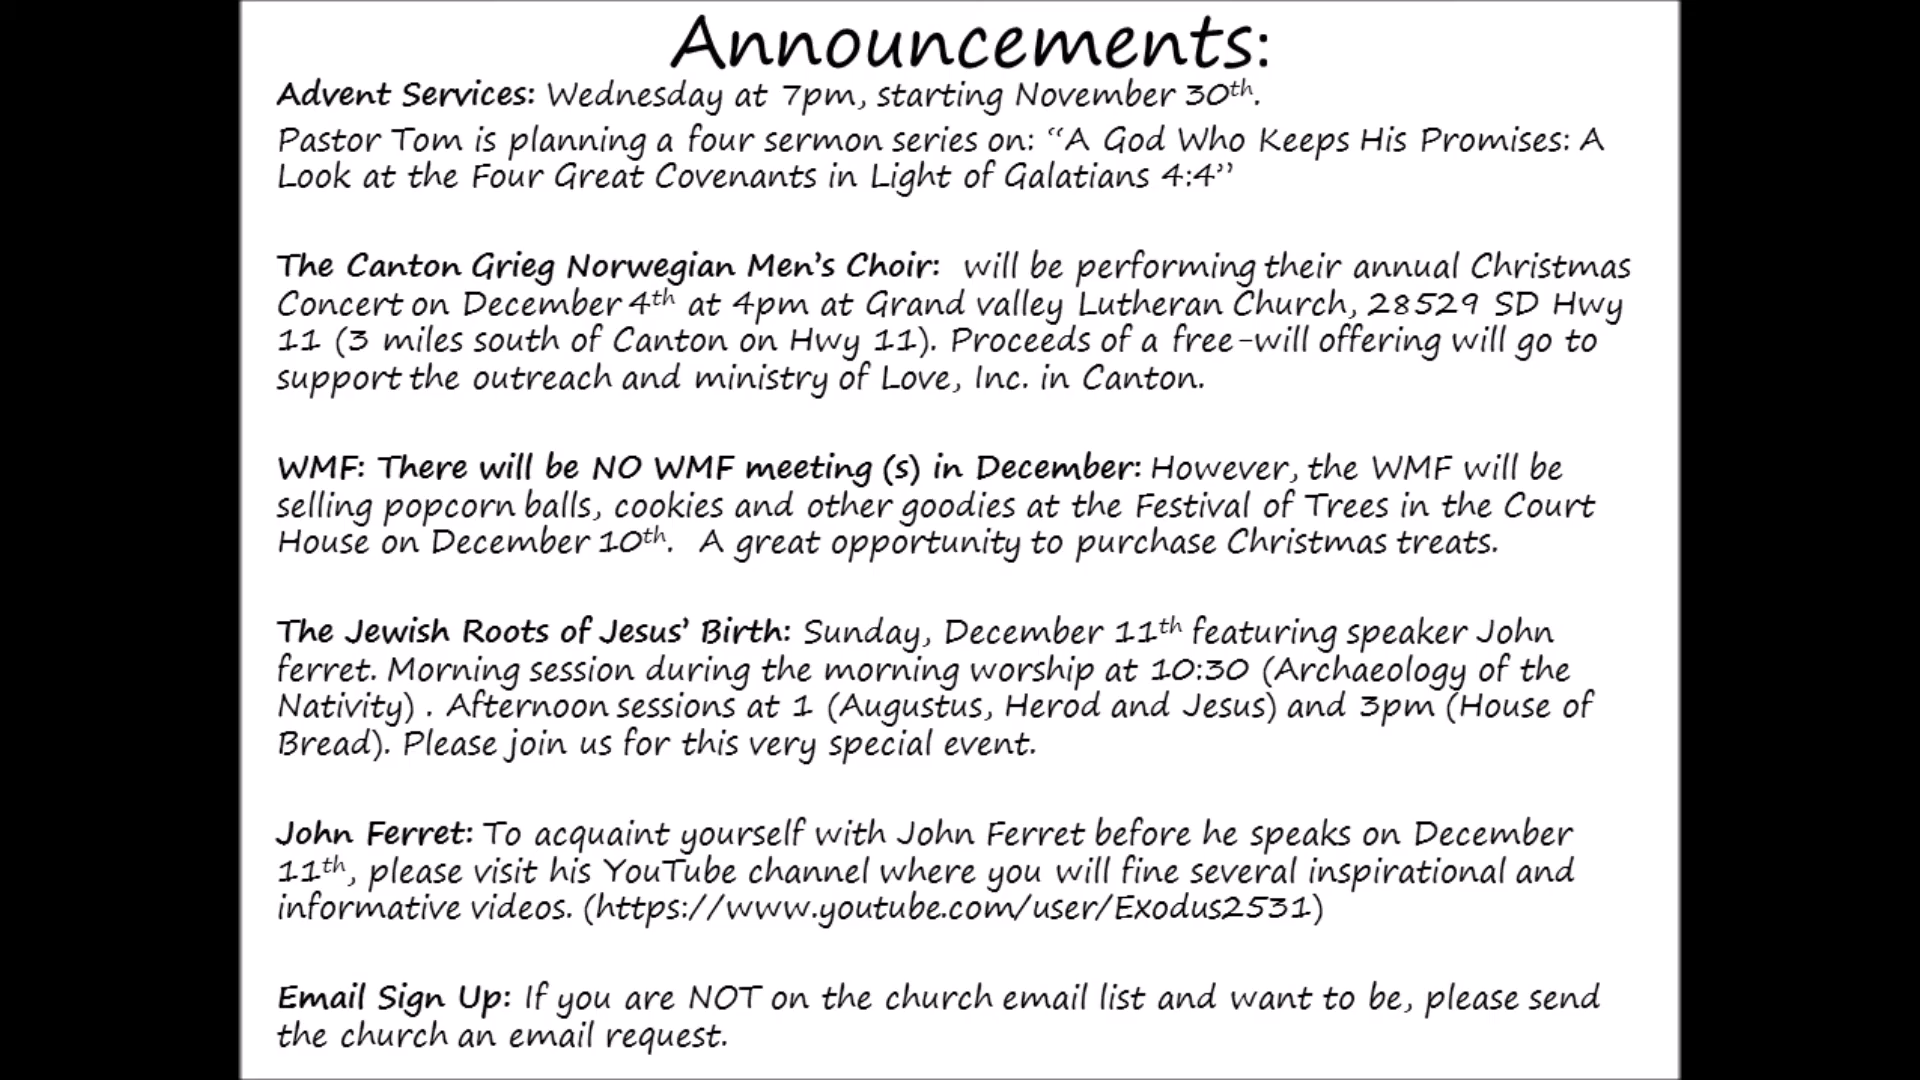 Announcements:
Advent Services: Wednesday at 7pm, starting November 30th.
Pastor Tom is planning a four sermon series on: “A God Who Keeps His Promises: A
Look at the Four Great Covenants in Light of Galatians 4:4”
The Canton Grieg Norwegian Men’s Choir: will be performing their annual Christmas
Concert on December 4th at 4pm at Grand valley Lutheran Church, 28529 SD Hwy
11 (3 miles south of Canton on Hwy 11). Proceeds of a free-will offering will go to
support the outreach and ministry of Love, Inc. in Canton.
WMF: There will be NO WMF meeting (s) in December: However, the WMF will be
selling popcorn balls, cookies and other goodies at the Festival of Trees in the Court
House on December 10th. A great opportunity to purchase Christmas treats.
The Jewish Roots of Jesus’ Birth: Sunday, December 11th featuring speaker John
ferret. Morning session during the morning worship at 10:30 (Archaeology of the
Nativity) . Afternoon sessions at 1 (Augustus, Herod and Jesus) and 3pm (House of
Bread). Please join us for this very special event.
John Ferret: To acquaint yourself with John Ferret before he speaks on December
11th, please visit his YouTube channel where you will fine several inspirational and
informative videos. (https://www.youtube.com/user/Exodus2531)
Email Sign Up: If you are NOT on the church email list and want to be, please send
the church an email request.